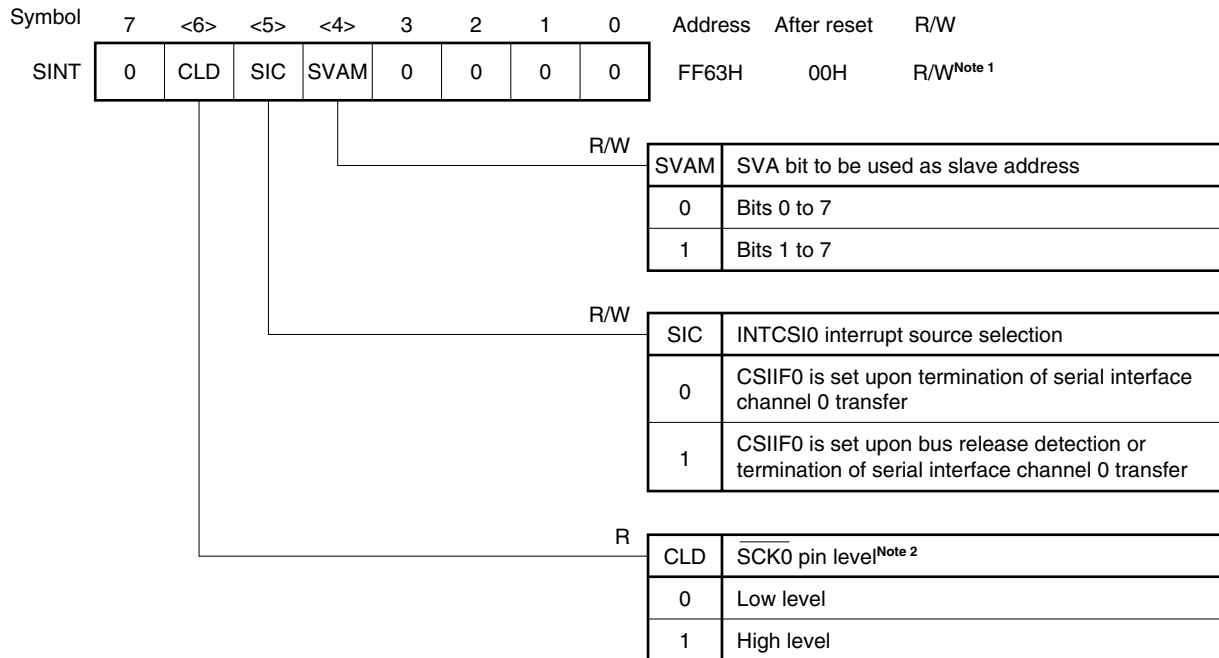 Symbol 7 <6> <5> <4> 3 2 1 0 Address After reset R/W
SINT 0 CLD SIC SVAM 0 0 0 0 FF63H 00H R/W Note 1
R/W
SVAM SVA bit to be used as slave address
0 Bits 0 to 7
1 Bits 1 to 7
R/W
SIC INTCSI0 interrupt source selection
0 CSIIF0 is set upon termination of serial interface
channel 0 transfer
1 CSIIF0 is set upon bus release detection or
termination of serial interface channel 0 transfer
R
CLD S̅C̅K̅0̅ pin level Note 2
0 Low level
1 High level